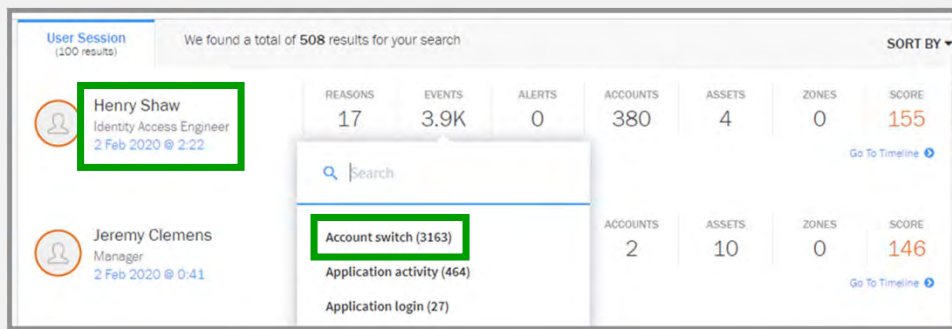 User Session
(100 results)
We found a total of 508 results for your search
SORT BY
Henry Shaw
Identity Access Engineer
2 Feb 2020 @ 2:22
REASONS EVENTS ALERTS ACCOUNTS ASSETS ZONES SCORE
17 3.9K 0 380 4 0 155
Go To Timeline
Search
Account switch (3163)
Application activity (464)
Application login (27)
Jeremy Clemens
Manager
2 Feb 2020 @ 0:41
ACCOUNTS ASSETS ZONES SCORE
2 10 0 146
Go To Timeline